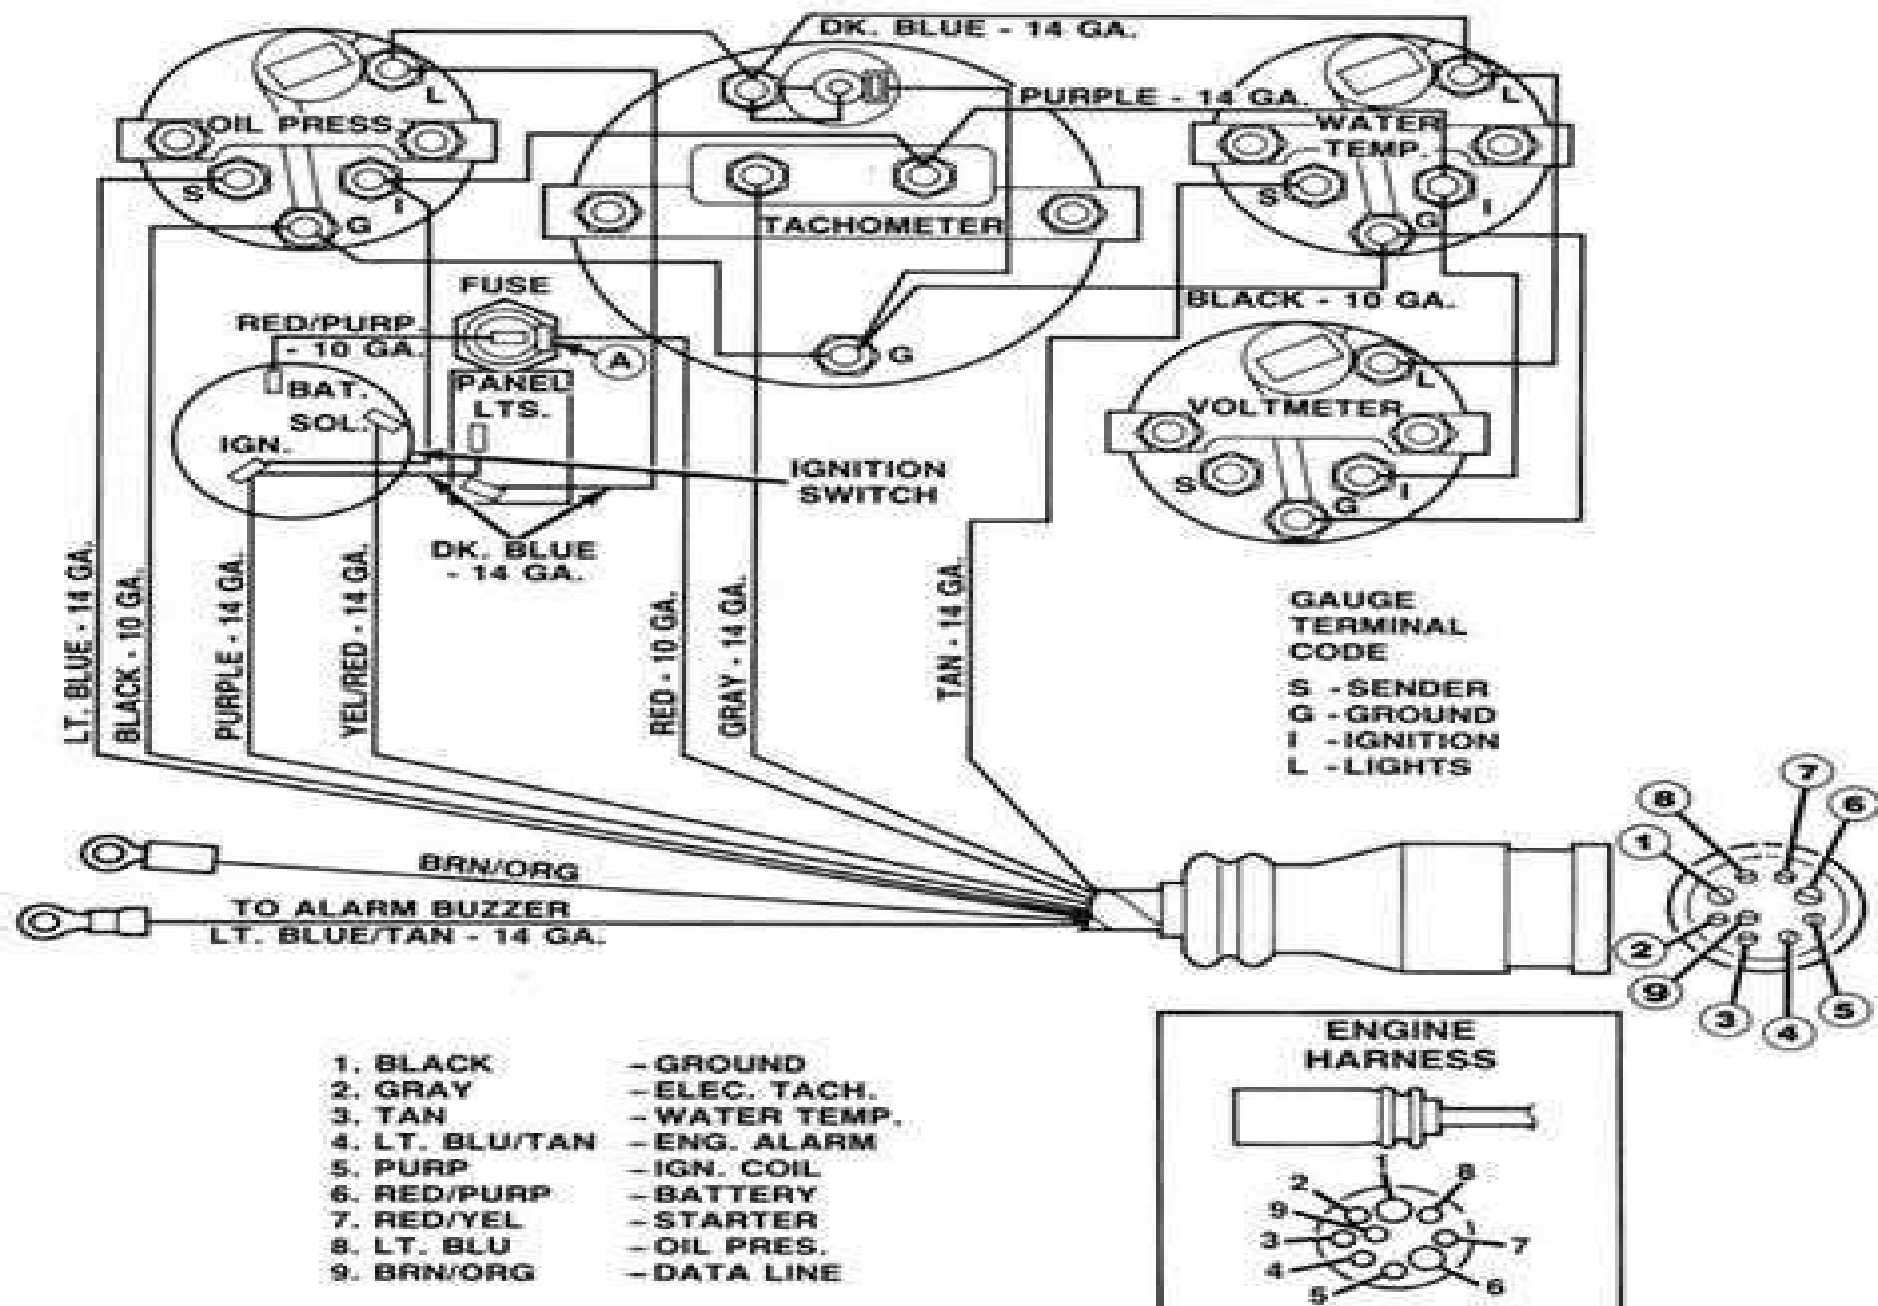 DK. BLUE - 14 GA.
L
OIL PRESS.
S
I
G
PURPLE - 14 GA.
L
WATER
TEMP.
S
I
G
TACHOMETER
G
BLACK - 10 GA.
FUSE
RED/PURP.
- 10 GA.
A
BAT.
SOL.
IGN.
PANEL
LTS.
IGNITION
SWITCH
DK. BLUE
- 14 GA.
L
VOLTMETER
S
I
G
LT. BLUE - 14 GA.
BLACK - 10 GA.
PURPLE - 14 GA.
YEL/RED - 14 GA.
RED - 10 GA.
GRAY - 14 GA.
TAN - 14 GA.
GAUGE
TERMINAL
CODE
S - SENDER
G - GROUND
I - IGNITION
L - LIGHTS
BRN/ORG
TO ALARM BUZZER
LT. BLUE/TAN - 14 GA.
7
8
6
1
2
9
3
4
5
1. BLACK - GROUND
2. GRAY - ELEC. TACH.
3. TAN - WATER TEMP.
4. LT. BLU/TAN - ENG. ALARM
5. PURP - IGN. COIL
6. RED/PURP - BATTERY
7. RED/YEL - STARTER
8. LT. BLU - OIL PRES.
9. BRN/ORG - DATA LINE
ENGINE
HARNESS
1
8
2
9
3
7
4
5
6